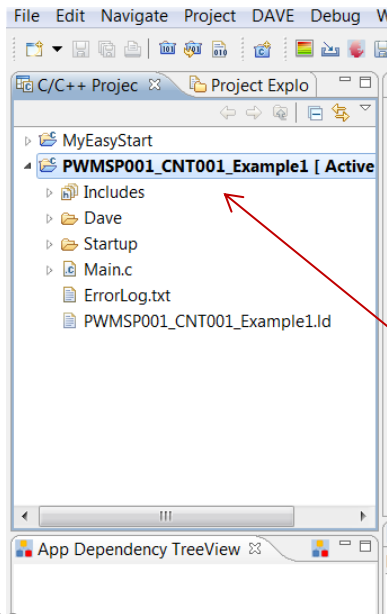 File Edit Navigate Project DAVE Debug
C/C++ Projec Project Explo
MyEasyStart
PWMSP001_CNT001_Example1 [ Active
Includes
Dave
Startup
Main.c
ErrorLog.txt
PWMSP001_CNT001_Example1.ld
App Dependency TreeView